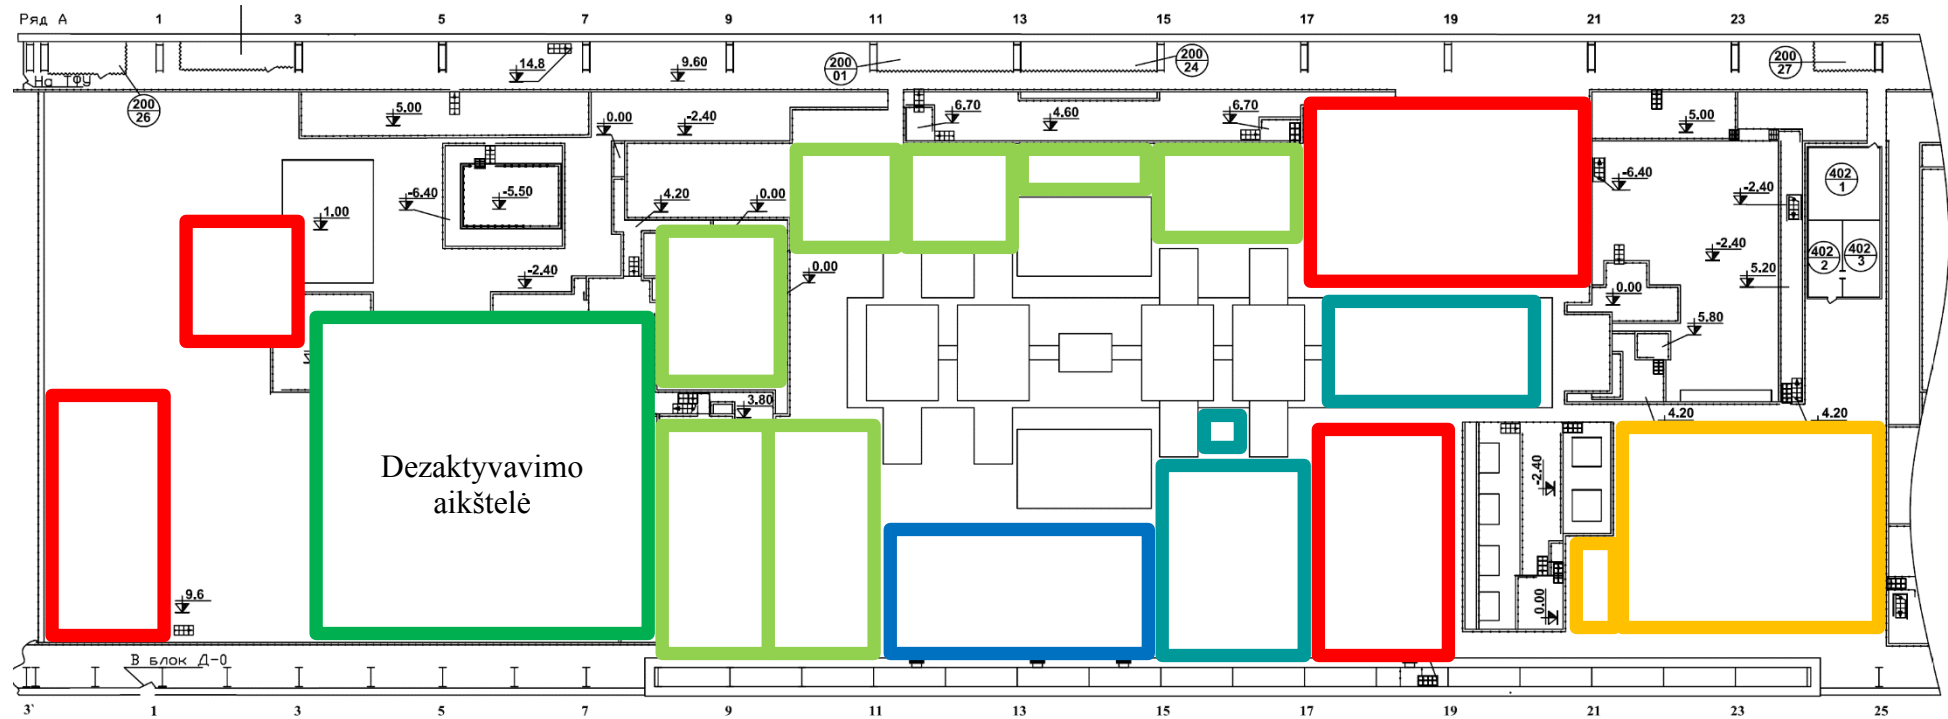 Ряд А 1 3 5 7 9 11 13 15 17 19 21 23 25
14.8 9.60 200 01 200 24 200 27
На ТФУ
200 26
5.00 0.00 -2.40 6.70 4.60 6.70 5.00
-6.40 -5.50 4.20 0.00 -6.40 -2.40 402 1
1.00
-2.40 0.00 -2.40 402 2 402 3
5.20
0.00
5.80
3.80 4.20 4.20
Dezaktyvavimo
aikštelė
-2.40
9.6 0.00
В БЛОК Д-0
3` 1 3 5 7 9 11 13 15 17 19 21 23 25